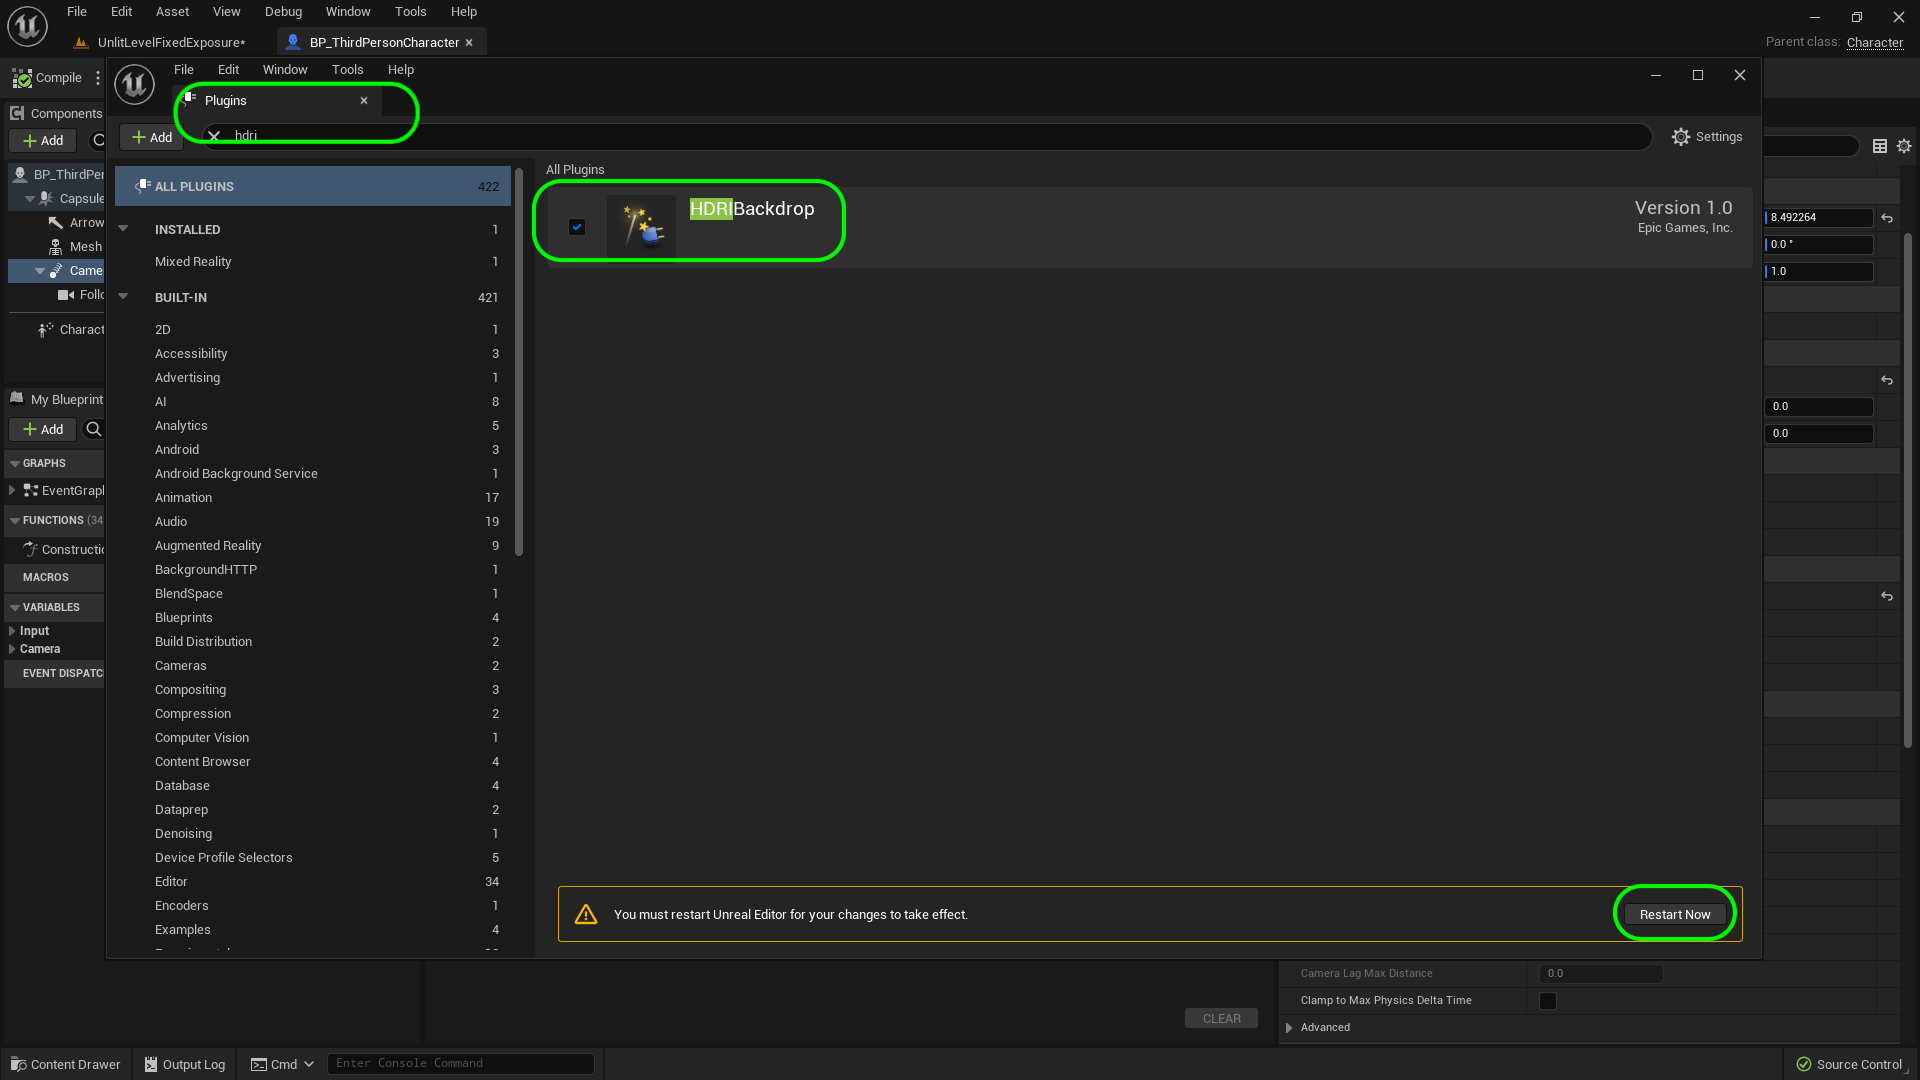 File Edit Asset View Debug Window Tools Help
UnlitLevelFixedExposure*
BP_ThirdPersonCharacter
Parent class: Character
Compile
File Edit Window Tools Help
Plugins
Components
Add
Add
hdri
Settings
BP_ThirdPer
Capsule
Arrow
Mesh
Came
Follo
Charact
My Blueprint
Add
GRAPHS
EventGraph
FUNCTIONS (34
Constructio
MACROS
VARIABLES
Input
Camera
EVENT DISPATC
ALL PLUGINS 422
INSTALLED 1
Mixed Reality 1
BUILT-IN 421
2D 1
Accessibility 3
Advertising 1
AI 8
Analytics 5
Android 3
Android Background Service 1
Animation 17
Audio 19
Augmented Reality 9
BackgroundHTTP 1
BlendSpace 1
Blueprints 4
Build Distribution 2
Cameras 2
Compositing 3
Compression 2
Computer Vision 1
Content Browser 4
Database 4
Dataprep 2
Denoising 1
Device Profile Selectors 5
Editor 34
Encoders 1
Examples 4
All Plugins
HDRIBackdrop
Version 1.0
Epic Games, Inc.
You must restart Unreal Editor for your changes to take effect.
Restart Now
8.492264
0.0 °
1.0
0.0
0.0
Camera Lag Max Distance 0.0
Clamp to Max Physics Delta Time
Advanced
CLEAR
Content Drawer
Output Log
Cmd
Enter Console Command
Source Control